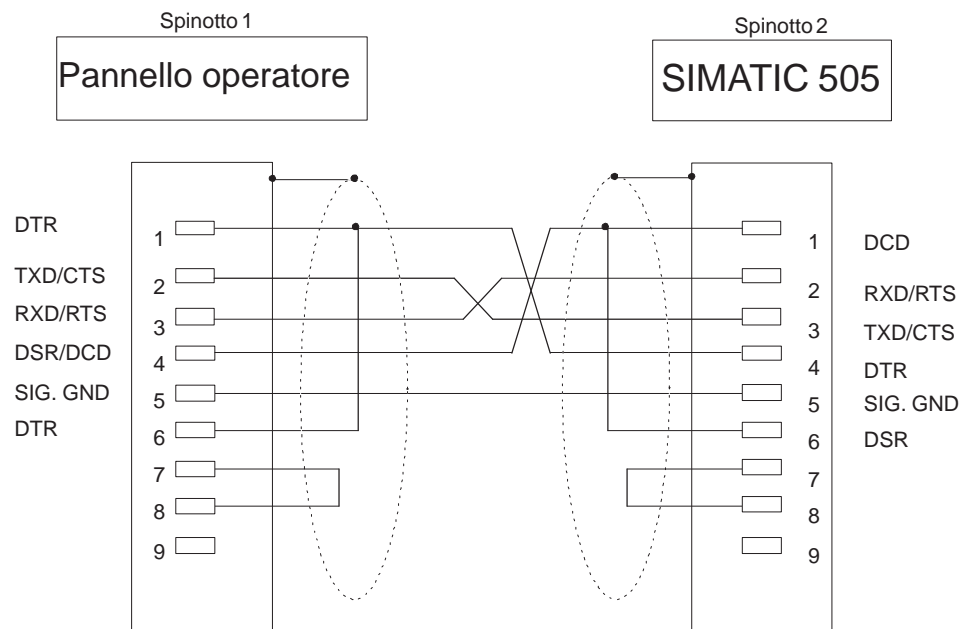 Spinotto 1
Pannello operatore
Spinotto 2
SIMATIC 505
DTR
TXD/CTS
RXD/RTS
DSR/DCD
SIG. GND
DTR
1
2
3
4
5
6
7
8
9
1
2
3
4
5
6
7
8
9
DCD
RXD/RTS
TXD/CTS
DTR
SIG. GND
DSR